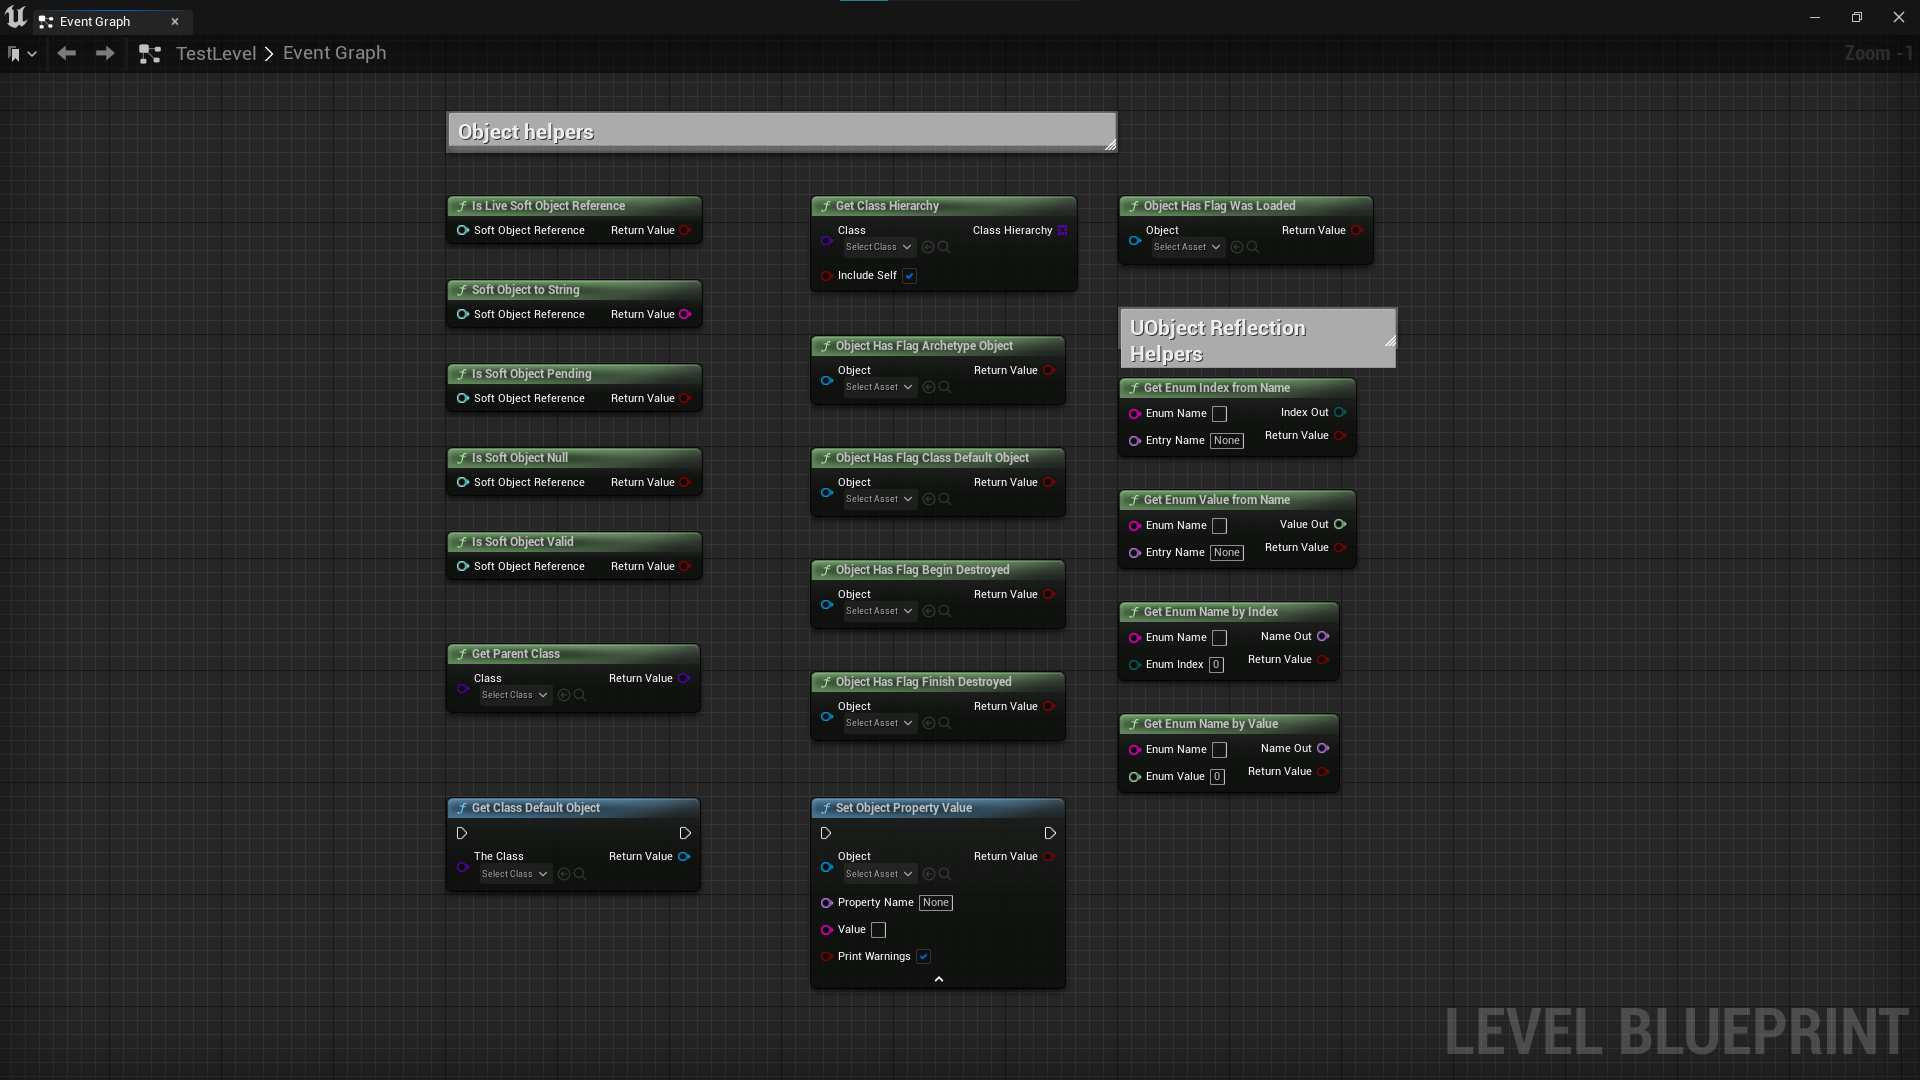 Event Graph
TestLevel > Event Graph
Zoom -1
Object helpers
Is Live Soft Object Reference
Soft Object Reference Return Value
Soft Object to String
Soft Object Reference Return Value
Is Soft Object Pending
Soft Object Reference Return Value
Is Soft Object Null
Soft Object Reference Return Value
Is Soft Object Valid
Soft Object Reference Return Value
Get Parent Class
Class Return Value
Select Class
Get Class Default Object
The Class Return Value
Select Class
Get Class Hierarchy
Class Class Hierarchy
Select Class
Include Self
Object Has Flag Archetype Object
Object Return Value
Select Asset
Object Has Flag Class Default Object
Object Return Value
Select Asset
Object Has Flag Begin Destroyed
Object Return Value
Select Asset
Object Has Flag Finish Destroyed
Object Return Value
Select Asset
Set Object Property Value
Object Return Value
Select Asset
Property Name None
Value
Print Warnings
Object Has Flag Was Loaded
Object Return Value
Select Asset
UObject Reflection
Helpers
Get Enum Index from Name
Enum Name Index Out
Entry Name None Return Value
Get Enum Value from Name
Enum Name Value Out
Entry Name None Return Value
Get Enum Name by Index
Enum Name Name Out
Enum Index 0 Return Value
Get Enum Name by Value
Enum Name Name Out
Enum Value 0 Return Value
LEVEL BLUEPRINT